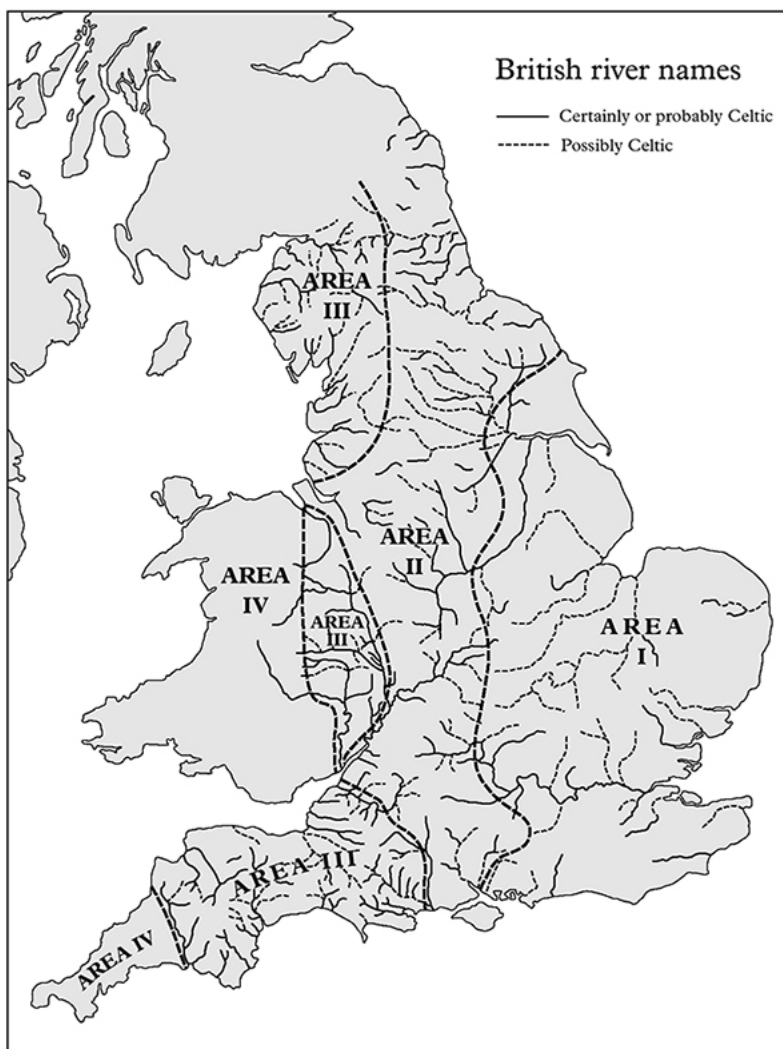 British river names
Certainly or probably Celtic
Possibly Celtic
AREA
III
AREA
II
AREA
IV
AREA
III
AREA
I
AREA III
AREA IV